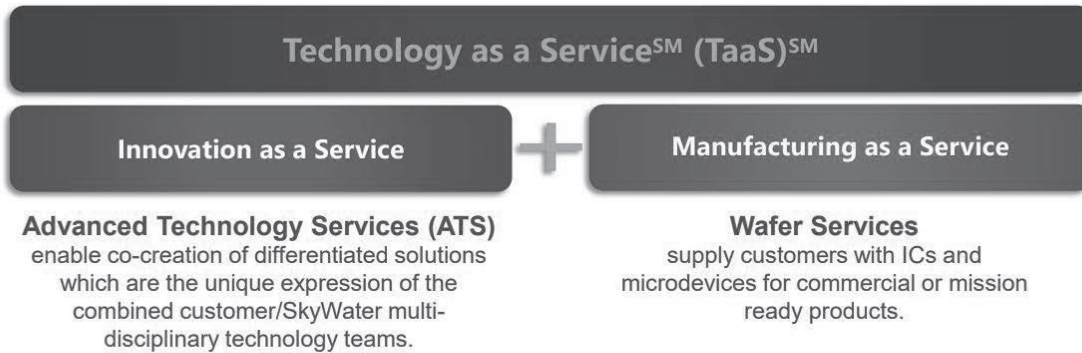 Technology as a Service℠ (TaaS)℠
Innovation as a Service
+
Manufacturing as a Service
Advanced Technology Services (ATS)
enable co-creation of differentiated solutions
which are the unique expression of the
combined customer/SkyWater multi-
disciplinary technology teams.
Wafer Services
supply customers with ICs and
microdevices for commercial or mission
ready products.